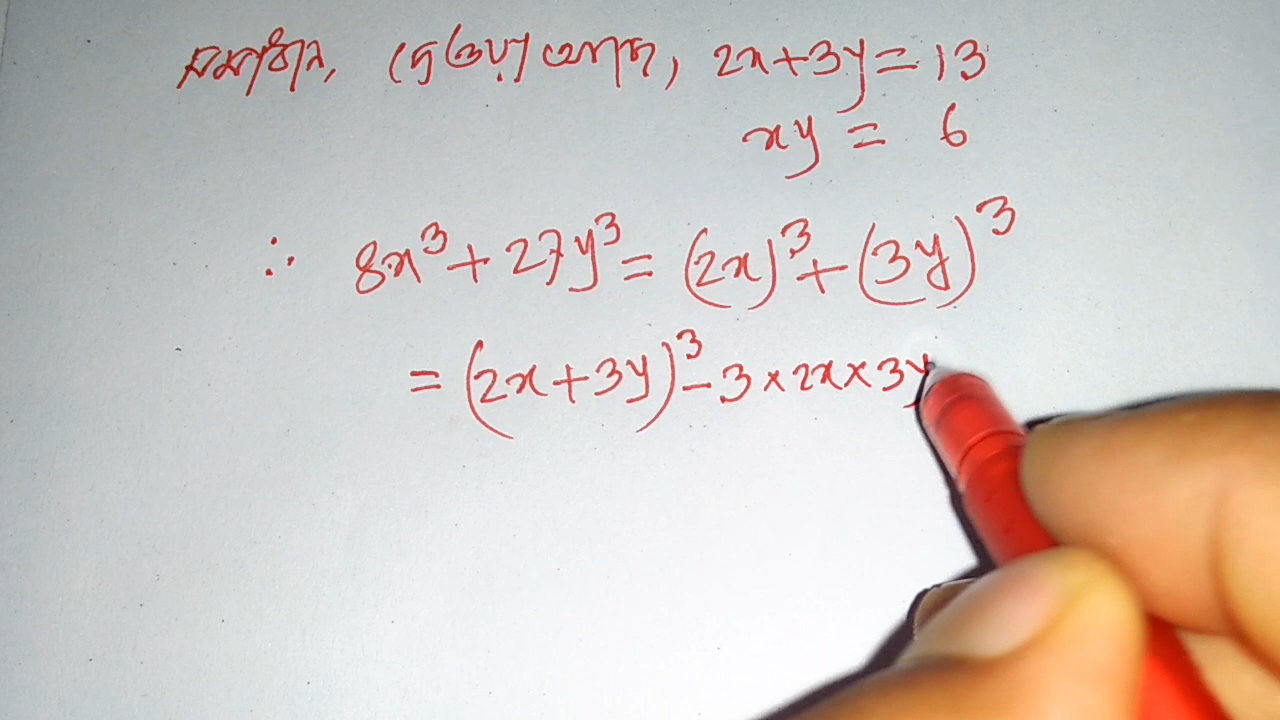 সমাধান, দেওয়া আছে, 2x+3y=13
xy = 6
∴ 8x³+27y³ = (2x)³+(3y)³
= (2x+3y)³-3×2x×3y